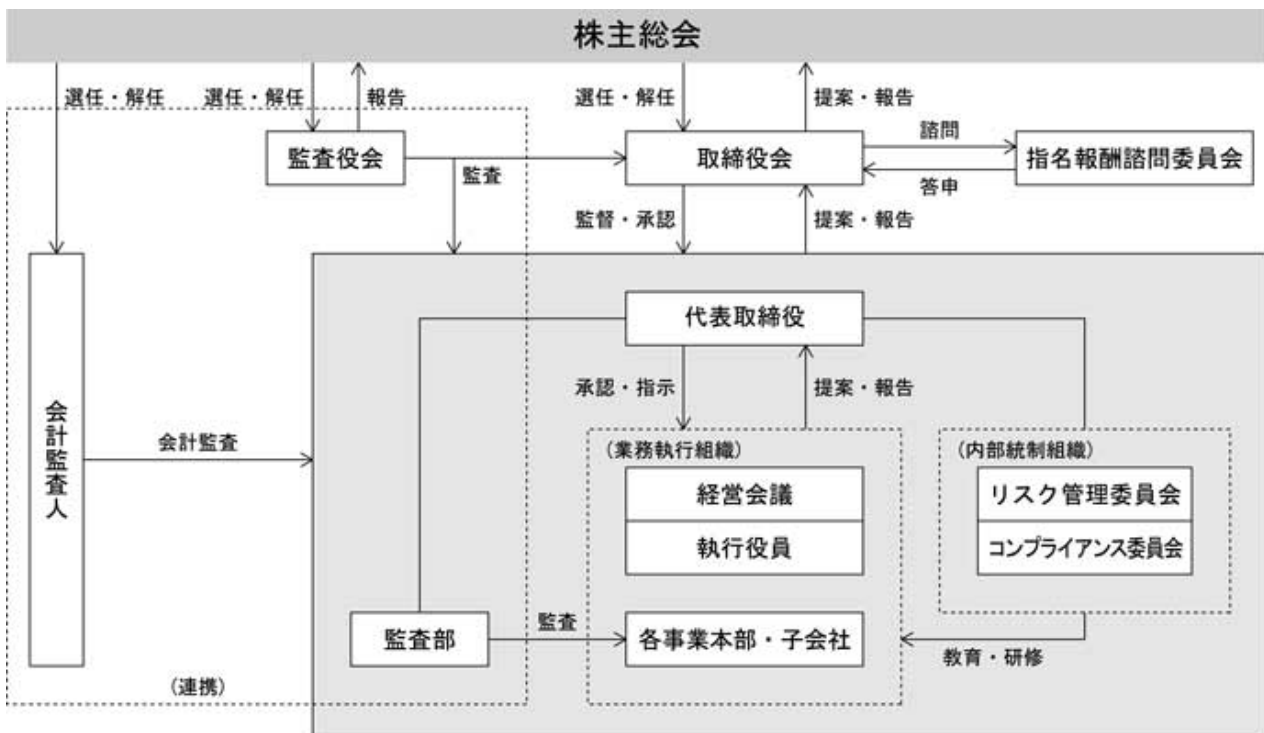 株主総会
選任・解任
選任・解任
報告
選任・解任
提案・報告
監査役会
取締役会
諮問
指名報酬諮問委員会
答申
監査
監督・承認
提案・報告
代表取締役
承認・指示
提案・報告
会計監査人
会計監査
(業務執行組織)
経営会議
執行役員
(内部統制組織)
リスク管理委員会
コンプライアンス委員会
監査部
監査
各事業本部・子会社
教育・研修
(連携)